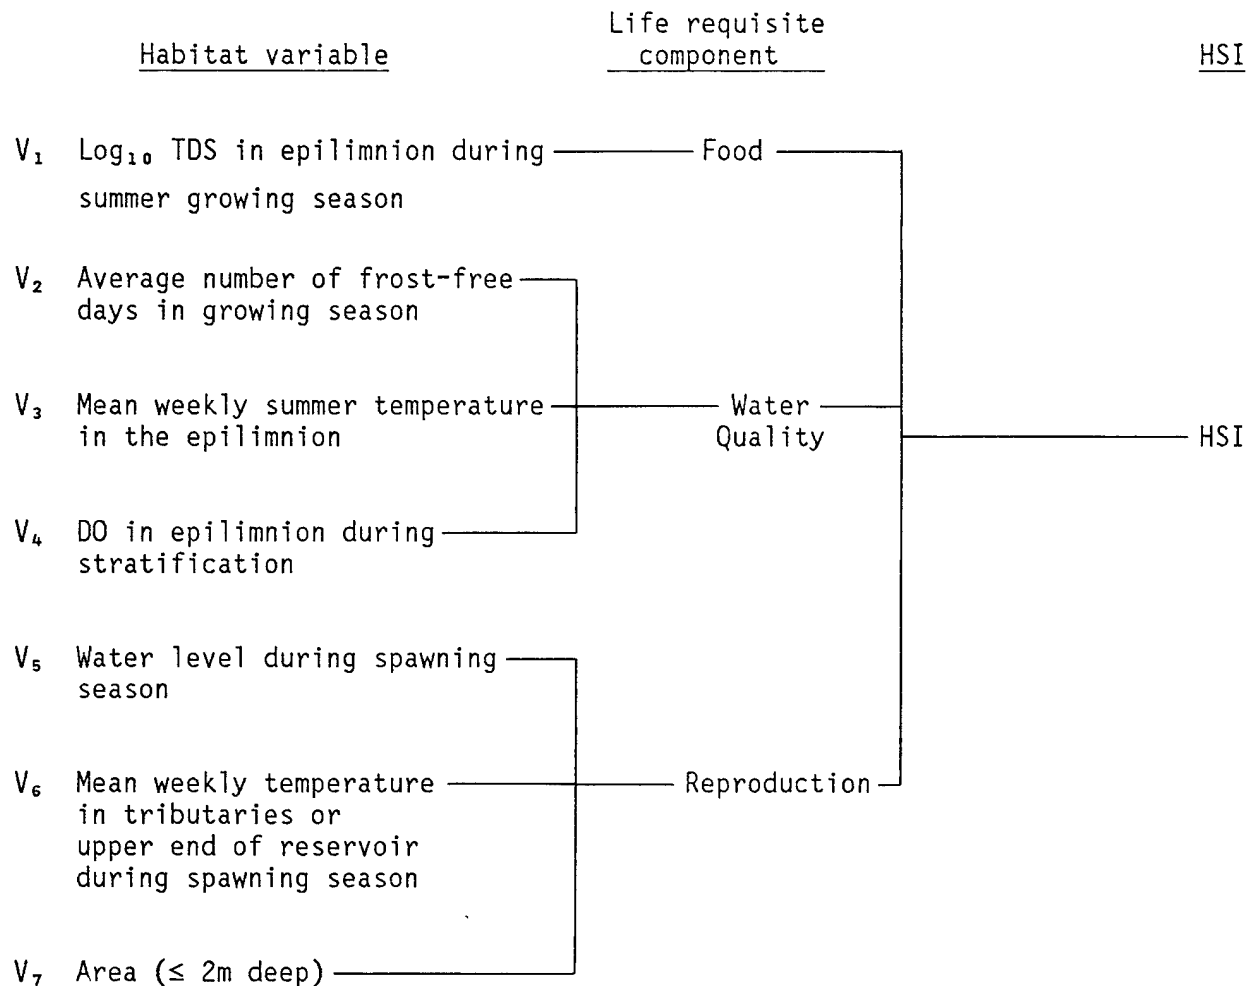 Life requisite
Habitat variable component HSI
V₁ Log₁₀ TDS in epilimnion during Food
summer growing season
V₂ Average number of frost-free
days in growing season
V₃ Mean weekly summer temperature Water
in the epilimnion Quality HSI
V₄ DO in epilimnion during
stratification
V₅ Water level during spawning
season
V₆ Mean weekly temperature Reproduction
in tributaries or
upper end of reservoir
during spawning season
V₇ Area (≤ 2m deep)